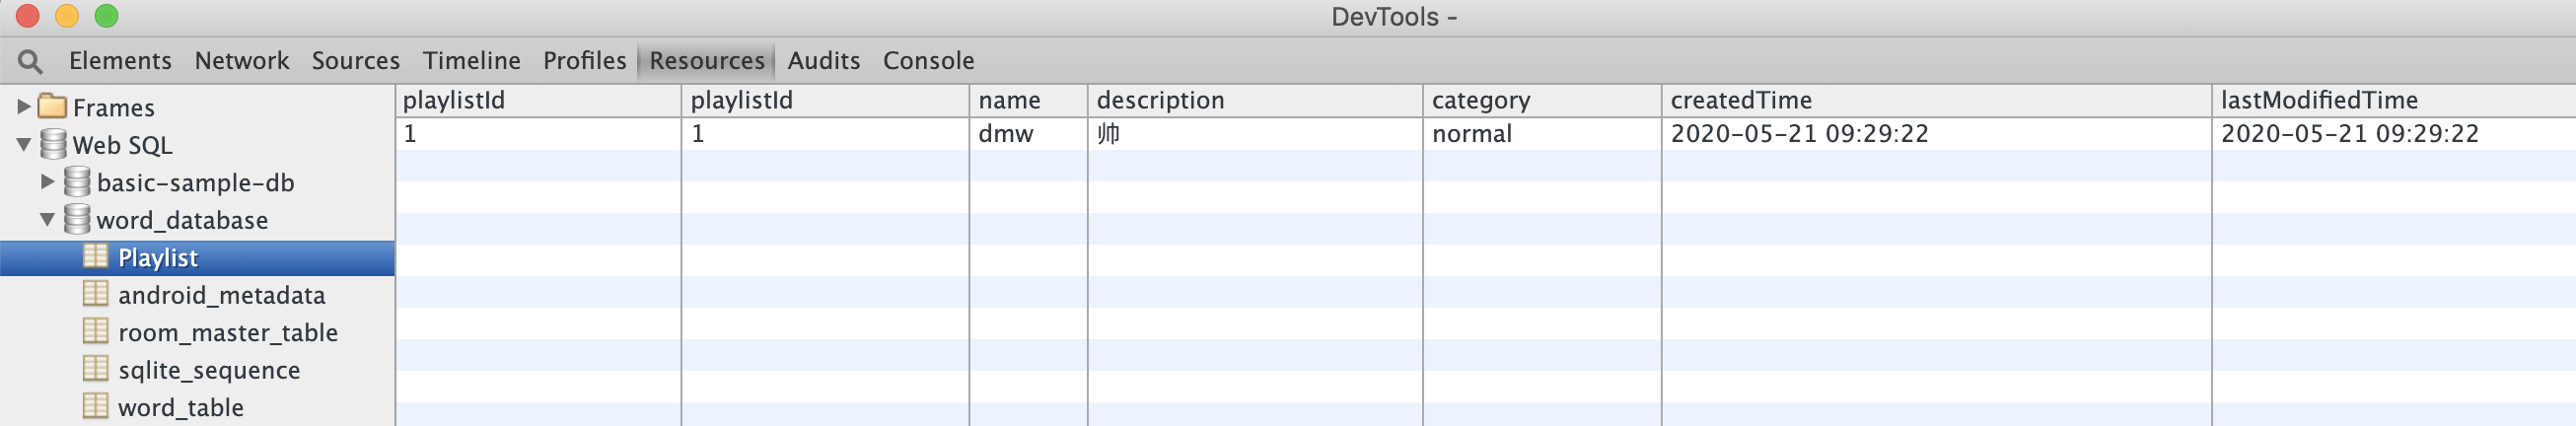 DevTools -
Elements Network Sources Timeline Profiles Resources Audits Console
Frames
Web SQL
basic-sample-db
word_database
Playlist
android_metadata
room_master_table
sqlite_sequence
word_table
playlistId playlistId name description category createdTime lastModifiedTime
1 1 dmw 帅 normal 2020-05-21 09:29:22 2020-05-21 09:29:22